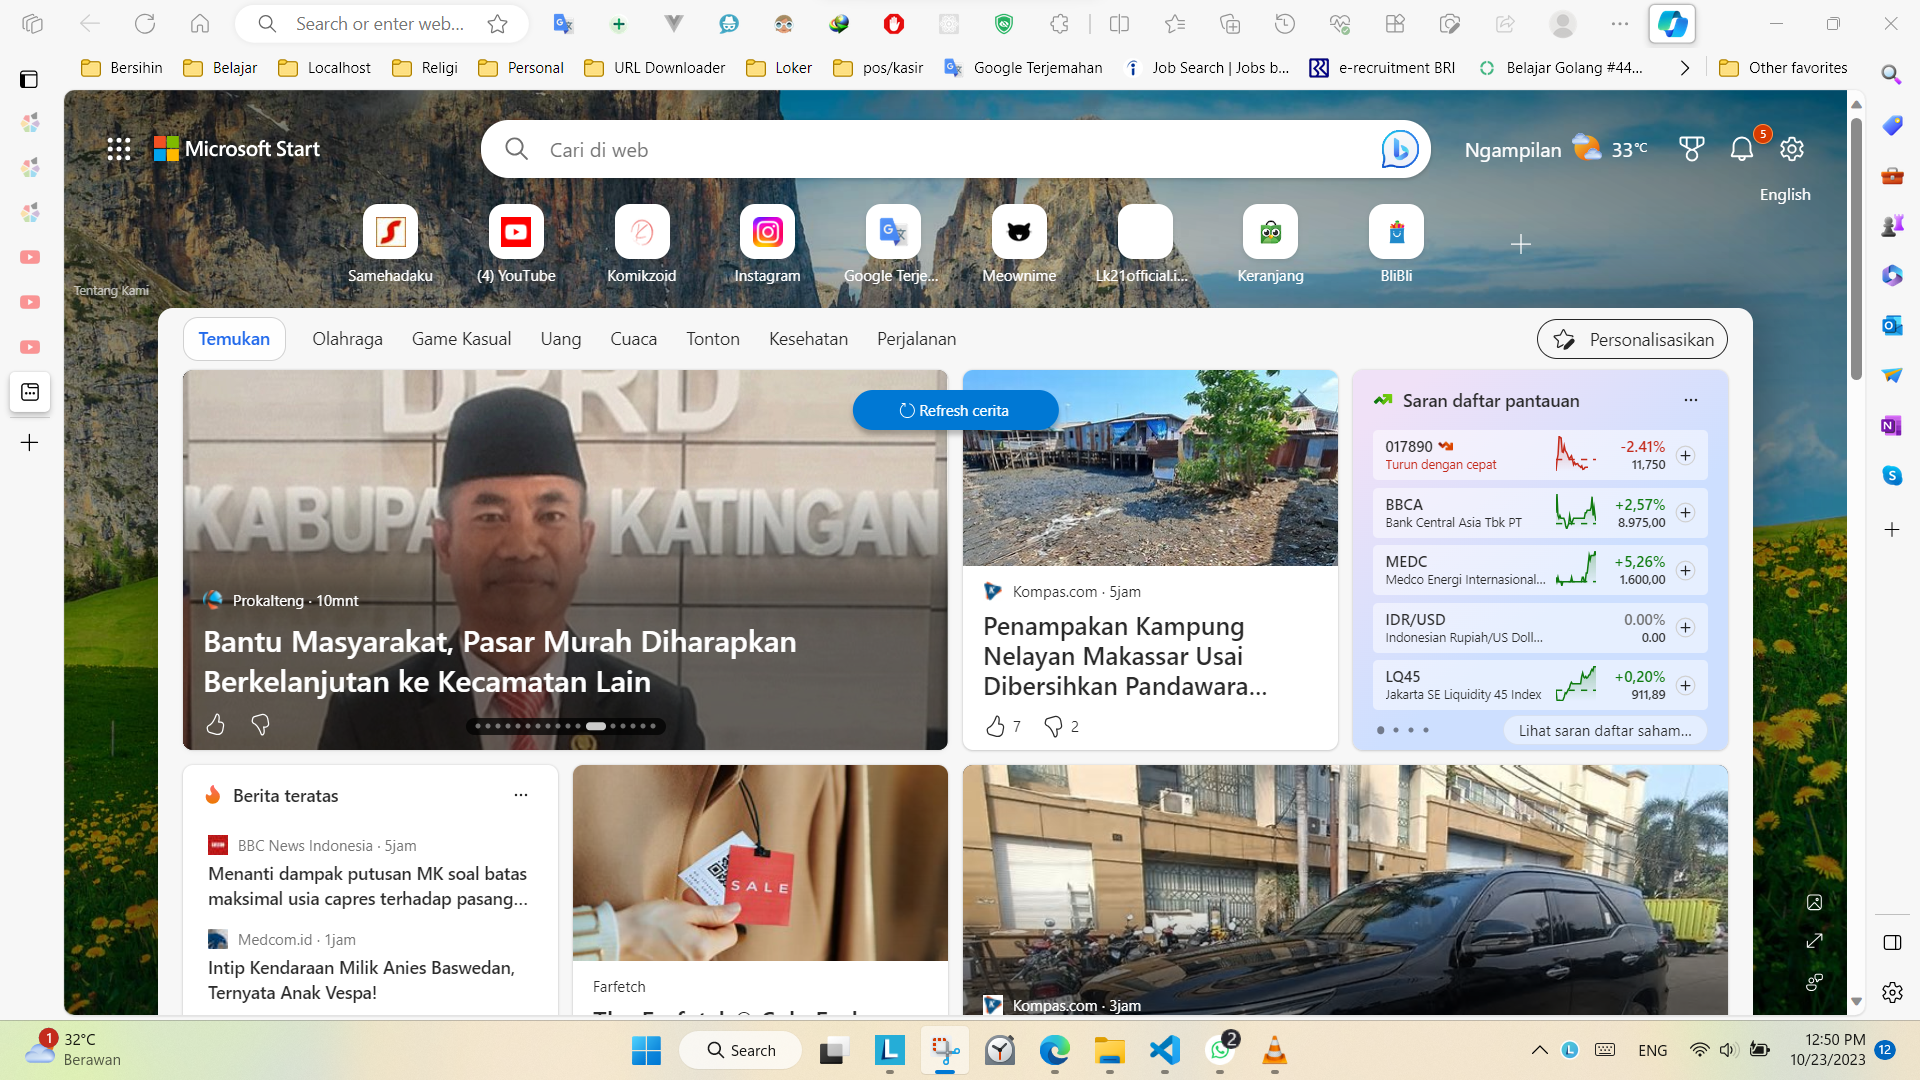 Search or enter web...
Bersihin
Belajar
Localhost
Religi
Personal
URL Downloader
Loker
pos/kasir
Google Terjemahan
Job Search | Jobs b...
e-recruitment BRI
Belajar Golang #44...
Other favorites
Microsoft Start
Cari di web
Ngampilan
33°C
5
English
Samehadaku
(4) YouTube
Komikzoid
Instagram
Google Terje...
Meownime
Lk21official.i...
Keranjang
BliBli
Tentang Kami
Temukan
Olahraga
Game Kasual
Uang
Cuaca
Tonton
Kesehatan
Perjalanan
Personalisasikan
Refresh cerita
DPRD
KABUPA KATINGAN
Prokalteng · 10mnt
Bantu Masyarakat, Pasar Murah Diharapkan
Berkelanjutan ke Kecamatan Lain
Kompas.com · 5jam
Penampakan Kampung
Nelayan Makassar Usai
Dibersihkan Pandawara...
7
2
Saran daftar pantauan
017890
-2.41%
Turun dengan cepat
11,750
BBCA
+2,57%
Bank Central Asia Tbk PT
8.975,00
MEDC
+5,26%
Medco Energi Internasional...
1.600,00
IDR/USD
0.00%
Indonesian Rupiah/US Doll...
0.00
LQ45
+0,20%
Jakarta SE Liquidity 45 Index
911,89
Lihat saran daftar saham...
Berita teratas
BBC News Indonesia · 5jam
Menanti dampak putusan MK soal batas
maksimal usia capres terhadap pasang...
Medcom.id · 1jam
Intip Kendaraan Milik Anies Baswedan,
Ternyata Anak Vespa!
SALE
Farfetch
Kompas.com · 3jam
1
32°C
Berawan
Search
2
ENG
12:50 PM
10/23/2023
12